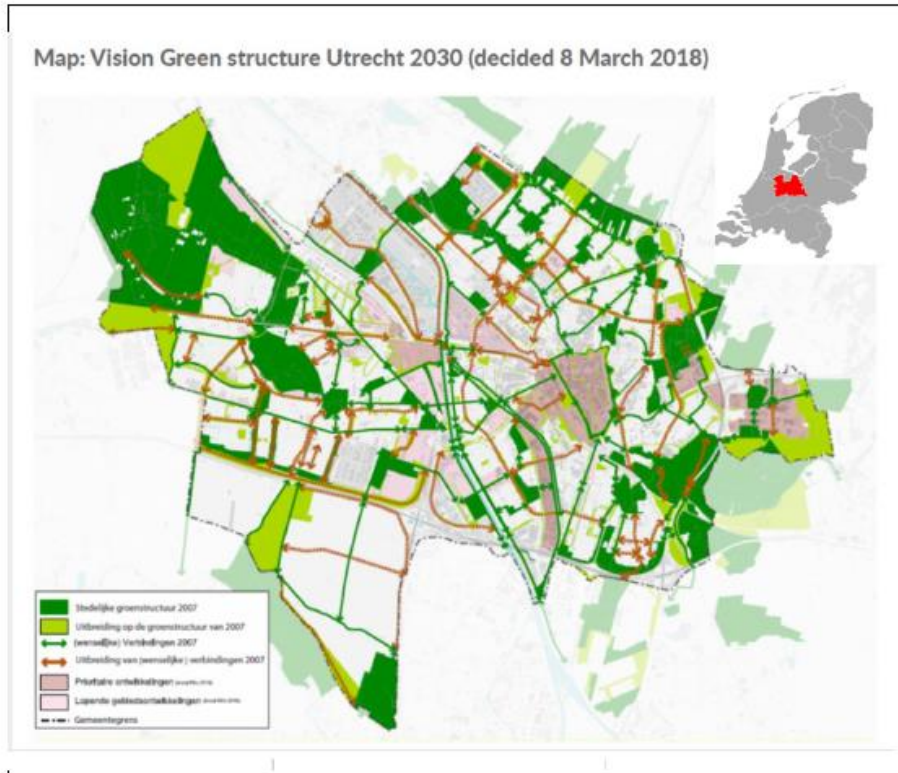 Map: Vision Green structure Utrecht 2030 (decided 8 March 2018)
Stedelijke groenstructuur 2007
Uitbreiding op de groenstructuur van 2007
(wenselijke) Verbindingen 2007
Uitbreiding van (wenselijke) verbindingen 2007
Prioritaire ontwikkelingen
Lopende gebiedsontwikkelingen
Gemeentegrens